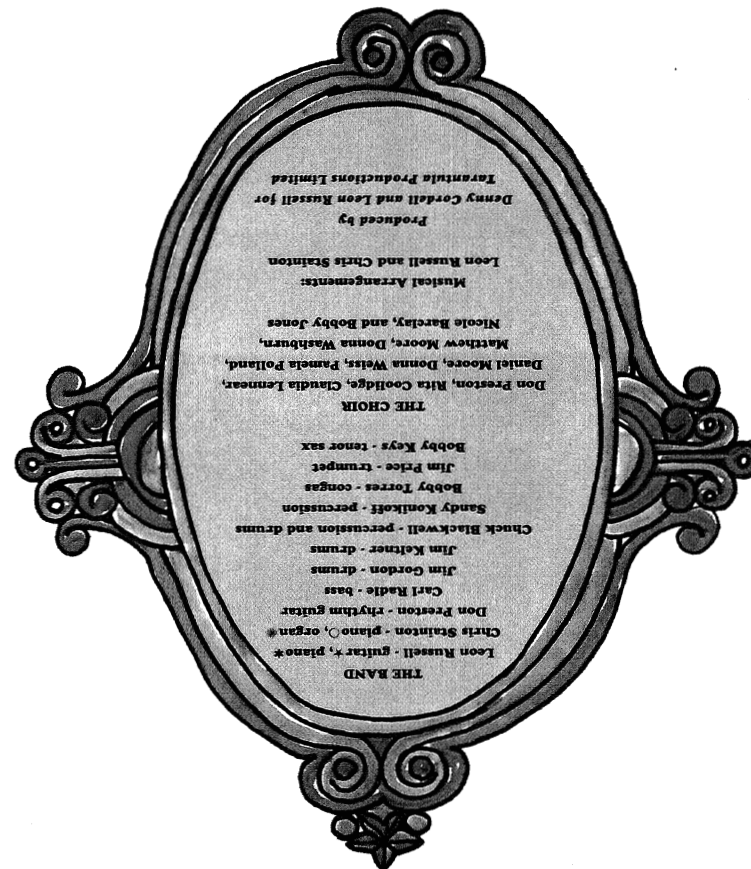 THE BAND
Leon Russell - guitar★, piano*
Chris Stainton - piano○, organ*
Don Preston - rhythm guitar
Carl Radle - bass
Jim Gordon - drums
Jim Keltner - drums
Chuck Blackwell - percussion and drums
Sandy Konikoff - percussion
Bobby Torres - congas
Jim Price - trumpet
Bobby Keys - tenor sax
THE CHOIR
Don Preston, Rita Coolidge, Claudia Lennear,
Daniel Moore, Donna Weiss, Pamela Polland,
Matthew Moore, Donna Washburn,
Nicole Barclay, and Bobby Jones
Musical Arrangements:
Leon Russell and Chris Stainton
Produced by
Denny Cordell and Leon Russell for
Tarantula Productions Limited